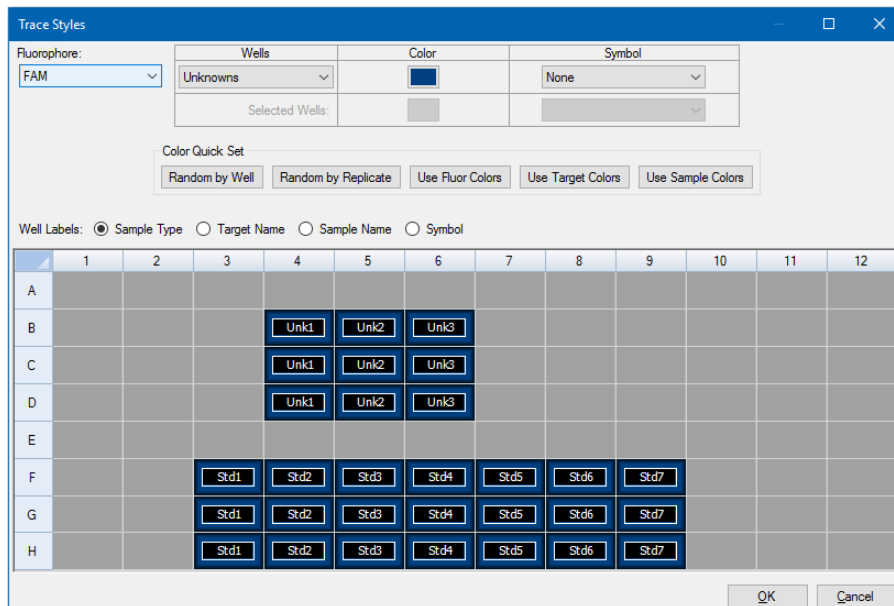 Trace Styles
Fluorophore: Wells Color Symbol
FAM Unknowns None
Selected Wells:
Color Quick Set
Random by Well Random by Replicate Use Fluor Colors Use Target Colors Use Sample Colors
Well Labels: Sample Type Target Name Sample Name Symbol
1 2 3 4 5 6 7 8 9 10 11 12
A
B Unk1 Unk2 Unk3
C Unk1 Unk2 Unk3
D Unk1 Unk2 Unk3
E
F Std1 Std2 Std3 Std4 Std5 Std6 Std7
G Std1 Std2 Std3 Std4 Std5 Std6 Std7
H Std1 Std2 Std3 Std4 Std5 Std6 Std7
OK Cancel